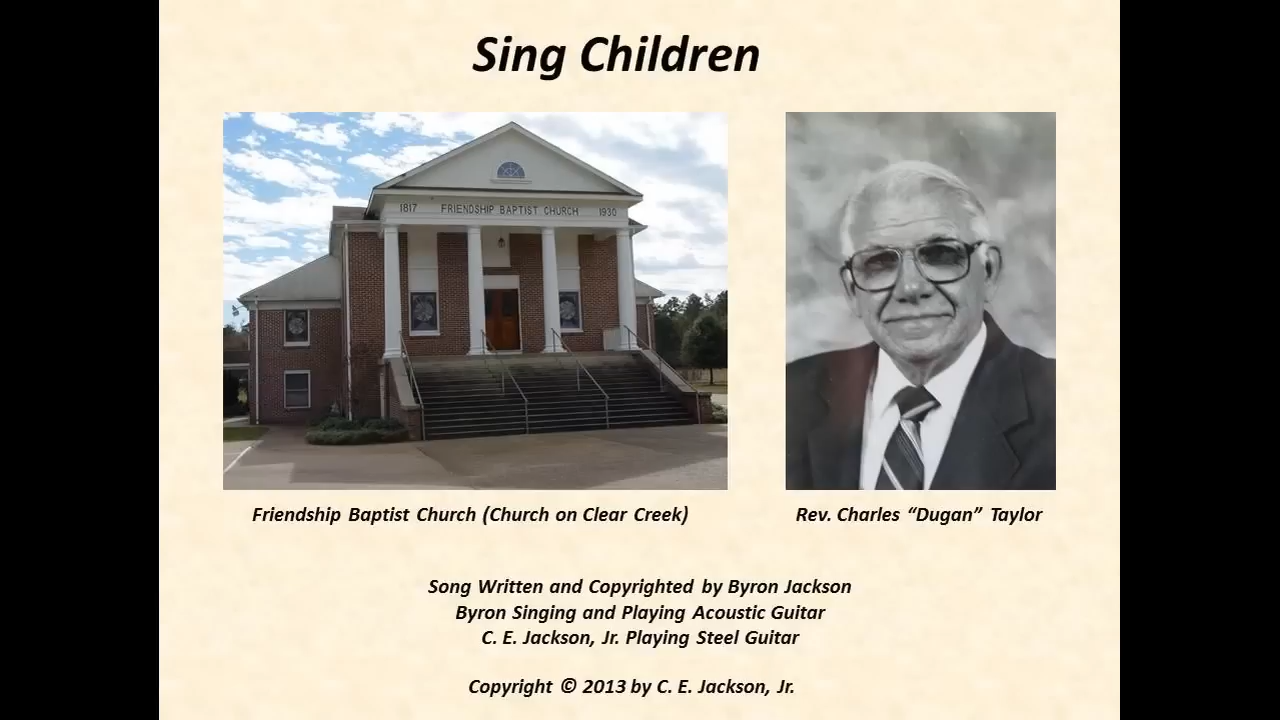 Sing Children
1817 FRIENDSHIP BAPTIST CHURCH 1930
Friendship Baptist Church (Church on Clear Creek)
Rev. Charles “Dugan” Taylor
Song Written and Copyrighted by Byron Jackson
Byron Singing and Playing Acoustic Guitar
C. E. Jackson, Jr. Playing Steel Guitar
Copyright © 2013 by C. E. Jackson, Jr.